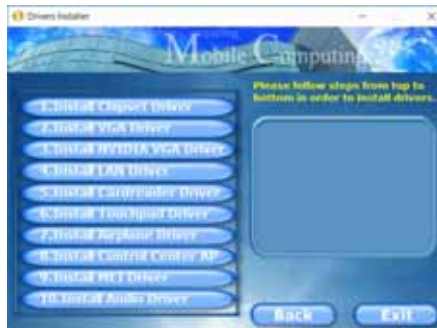 Drivers Installer
Mobile Computing
Please follow steps from top to
bottom in order to install drivers.
1.Install Chipset Driver
2.Install VGA Driver
3.Install NVIDIA VGA Driver
4.Install LAN Driver
5.Install Cardreader Driver
6.Install Touchpad Driver
7.Install Airplane Driver
8.Install Control Center AP
9.Install MEI Driver
10.Install Audio Driver
Back
Exit